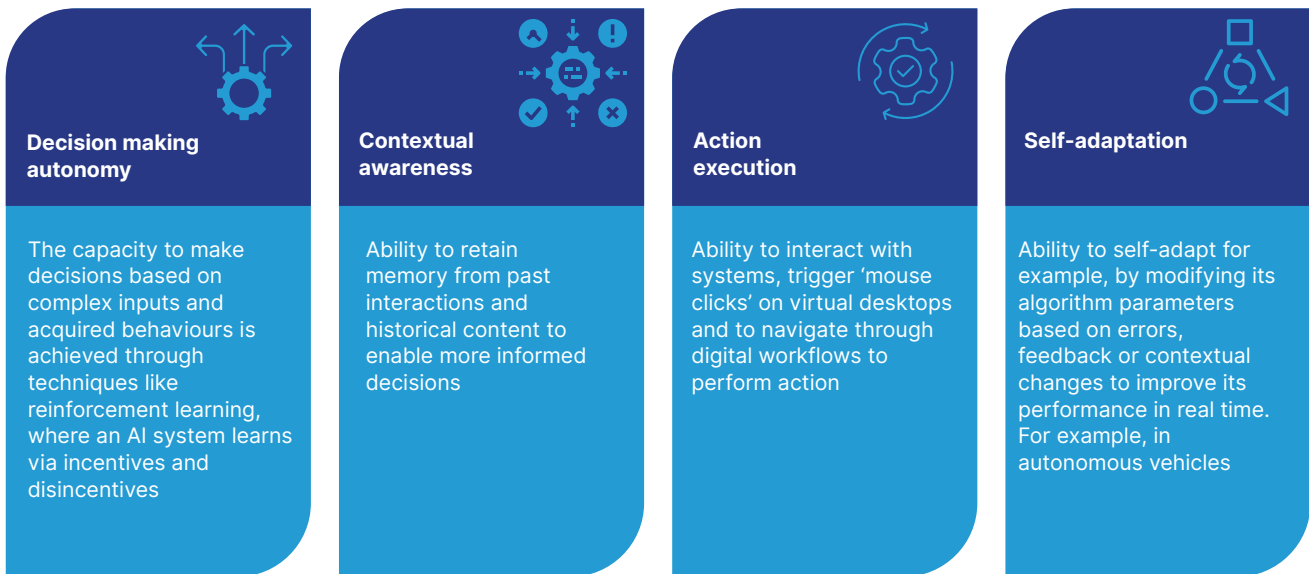 Decision making
autonomy
The capacity to make
decisions based on
complex inputs and
acquired behaviours is
achieved through
techniques like
reinforcement learning,
where an AI system learns
via incentives and
disincentives
Contextual
awareness
Ability to retain
memory from past
interactions and
historical content to
enable more informed
decisions
Action
execution
Ability to interact with
systems, trigger ‘mouse
clicks’ on virtual desktops
and to navigate through
digital workflows to
perform action
Self-adaptation
Ability to self-adapt for
example, by modifying its
algorithm parameters
based on errors,
feedback or contextual
changes to improve its
performance in real time.
For example, in
autonomous vehicles